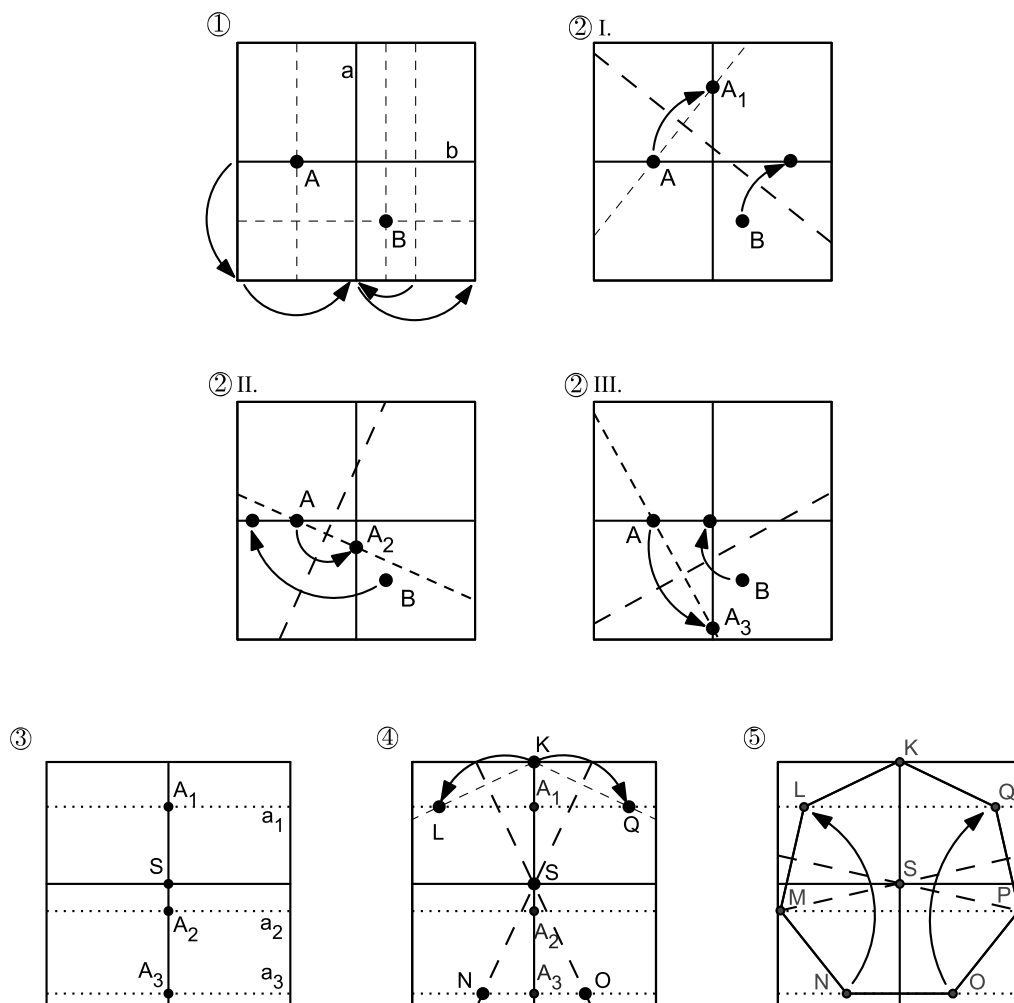 ① ② I.
a
b
A
B
A1
A
B
② II. ② III.
A
A2
B
A
B
A3
③ ④ ⑤
A1
a1
S
A2
a2
A3
a3
K
A1
L
Q
S
A2
N
A3
O
K
L
Q
S
M
P
N
O